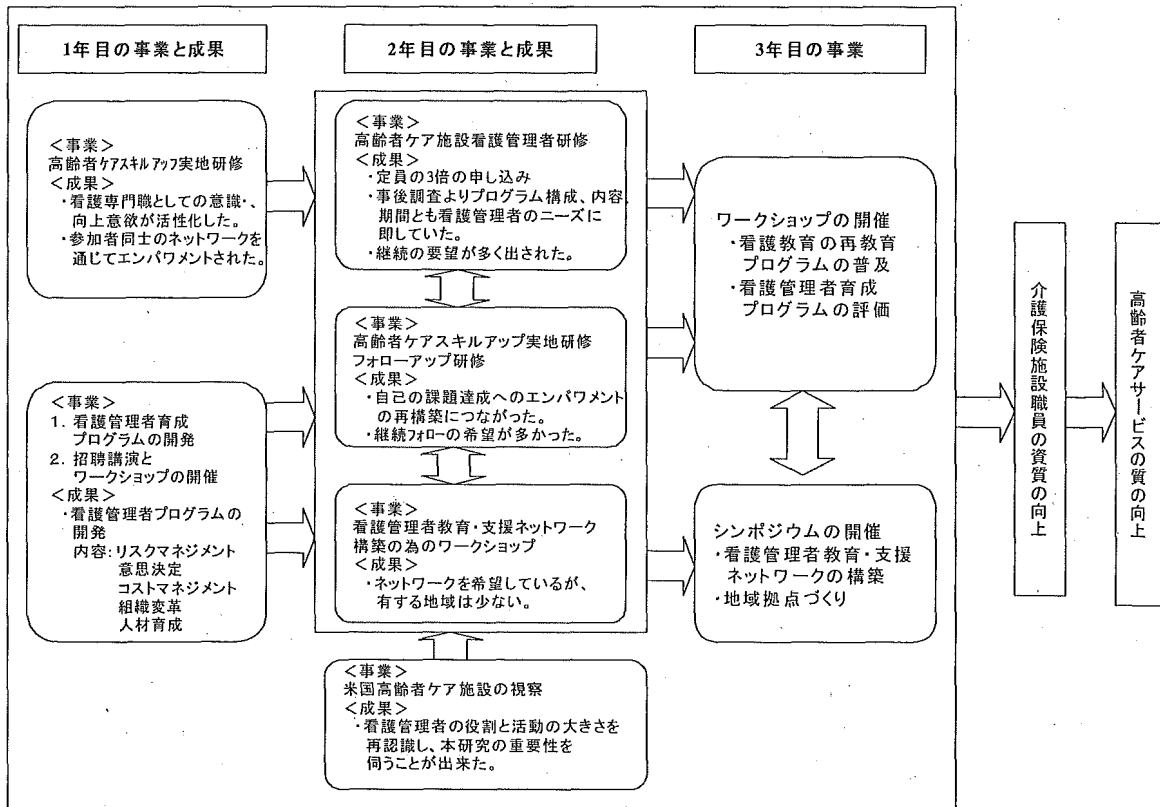 1年目の事業と成果
＜事業＞
高齢者ケアスキルアップ実地研修
＜成果＞
・看護専門職としての意識・、
向上意欲が活性化した。
・参加者同士のネットワークを
通じてエンパワメントされた。
＜事業＞
1. 看護管理者育成
プログラムの開発
2. 招聘講演と
ワークショップの開催
＜成果＞
・看護管理者プログラムの
開発
内容:リスクマネジメント
意思決定
コストマネジメント
組織変革
人材育成
2年目の事業と成果
＜事業＞
高齢者ケア施設看護管理者研修
＜成果＞
・定員の3倍の申し込み
・事後調査よりプログラム構成、内容、
期間とも看護管理者のニーズに
即していた。
・継続の要望が多く出された。
＜事業＞
高齢者ケアスキルアップ実地研修
フォローアップ研修
＜成果＞
・自己の課題達成へのエンパワメント
の再構築につながった。
・継続フォローの希望が多かった。
＜事業＞
看護管理者教育・支援ネットワーク
構築の為のワークショップ
＜成果＞
・ネットワークを希望しているが、
有する地域は少ない。
＜事業＞
米国高齢者ケア施設の視察
＜成果＞
・看護管理者の役割と活動の大きさを
再認識し、本研究の重要性を
伺うことが出来た。
3年目の事業
ワークショップの開催
・看護教育の再教育
プログラムの普及
・看護管理者育成
プログラムの評価
シンポジウムの開催
・看護管理者教育・支援
ネットワークの構築
・地域拠点づくり
介護保険施設職員の資質の向上
高齢者ケアサービスの質の向上